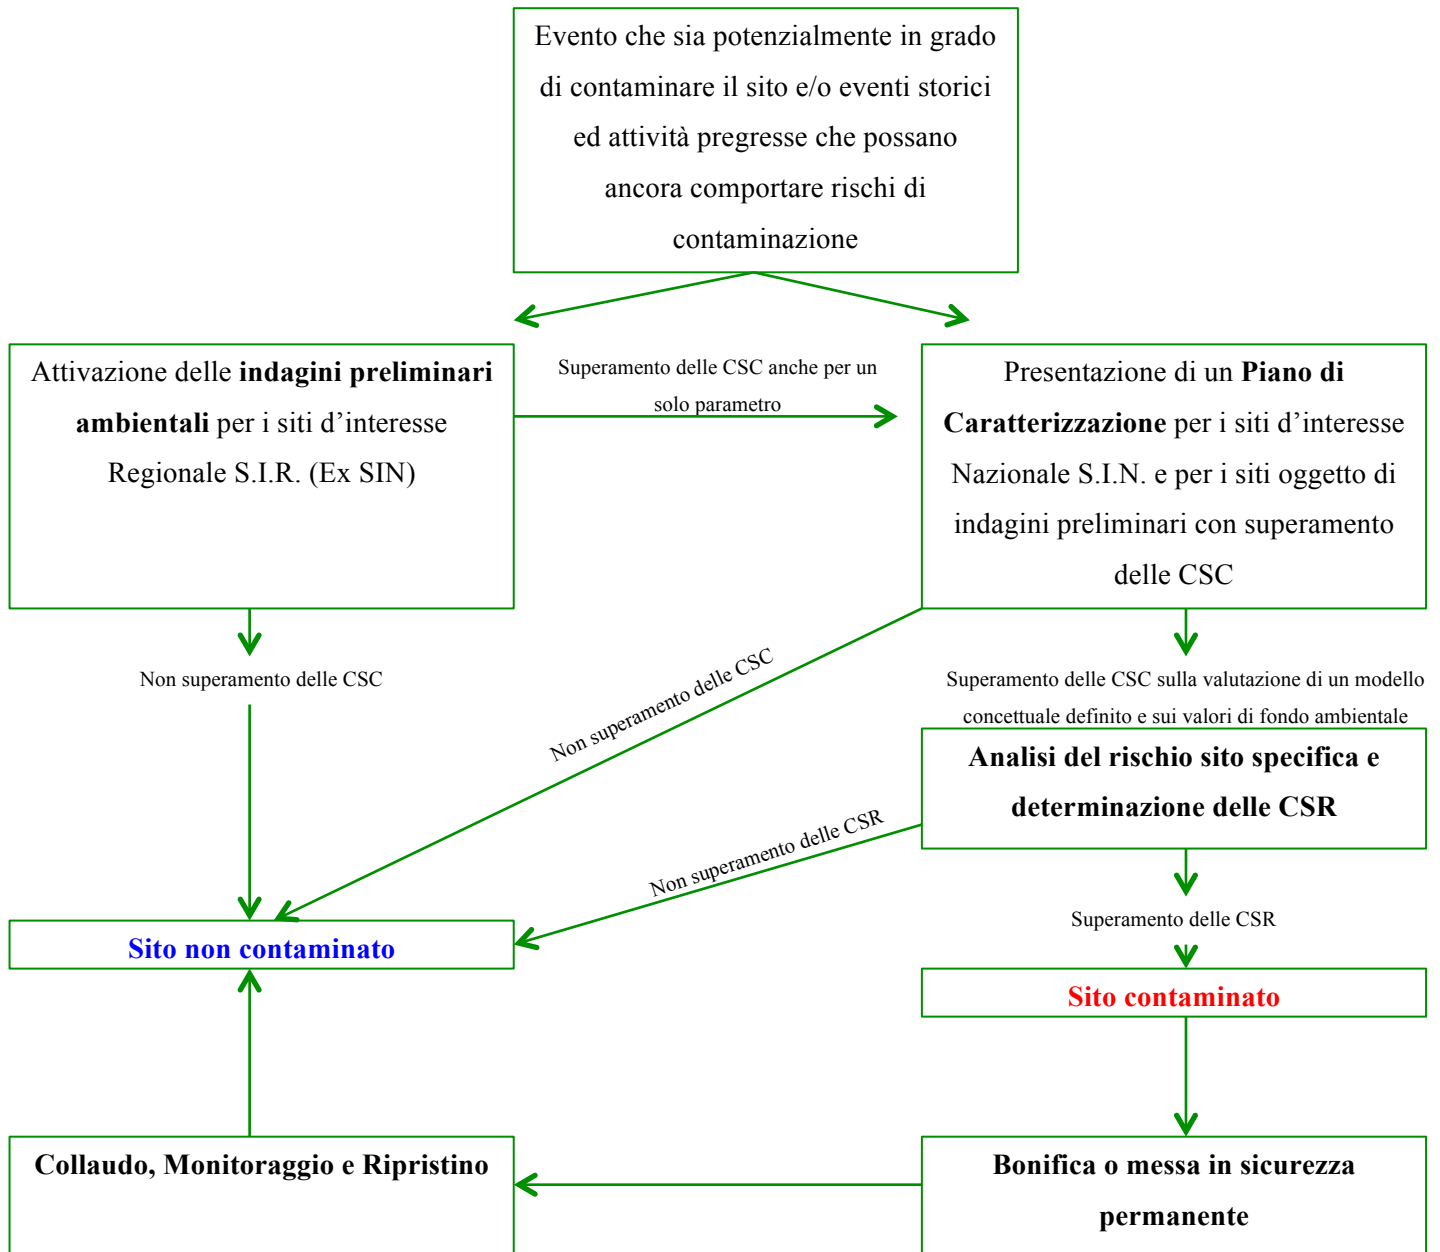 Evento che sia potenzialmente in grado
di contaminare il sito e/o eventi storici
ed attività pregresse che possano
ancora comportare rischi di
contaminazione
Attivazione delle indagini preliminari
ambientali per i siti d’interesse
Regionale S.I.R. (Ex SIN)
Superamento delle CSC anche per un
solo parametro
Presentazione di un Piano di
Caratterizzazione per i siti d’interesse
Nazionale S.I.N. e per i siti oggetto di
indagini preliminari con superamento
delle CSC
Non superamento delle CSC
Non superamento delle CSC
Superamento delle CSC sulla valutazione di un modello
concettuale definito e sui valori di fondo ambientale
Analisi del rischio sito specifica e
determinazione delle CSR
Non superamento delle CSR
Superamento delle CSR
Sito non contaminato
Sito contaminato
Collaudo, Monitoraggio e Ripristino
Bonifica o messa in sicurezza
permanente